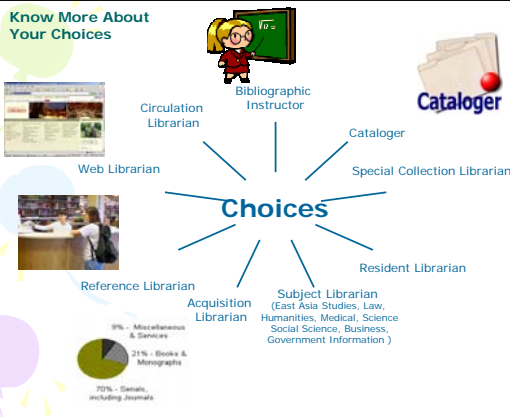 Know More About
Your Choices
√12 =
Bibliographic
Instructor
Circulation
Librarian
Cataloger
Cataloger
Web Librarian
Special Collection Librarian
Choices
Reference Librarian
Resident Librarian
Acquisition
Librarian
Subject Librarian
(East Asia Studies, Law,
Humanities, Medical, Science
Social Science, Business,
Government Information )
9% - Miscellaneous
& Services
21% - Books &
Monographs
70% - Serials,
including Journals